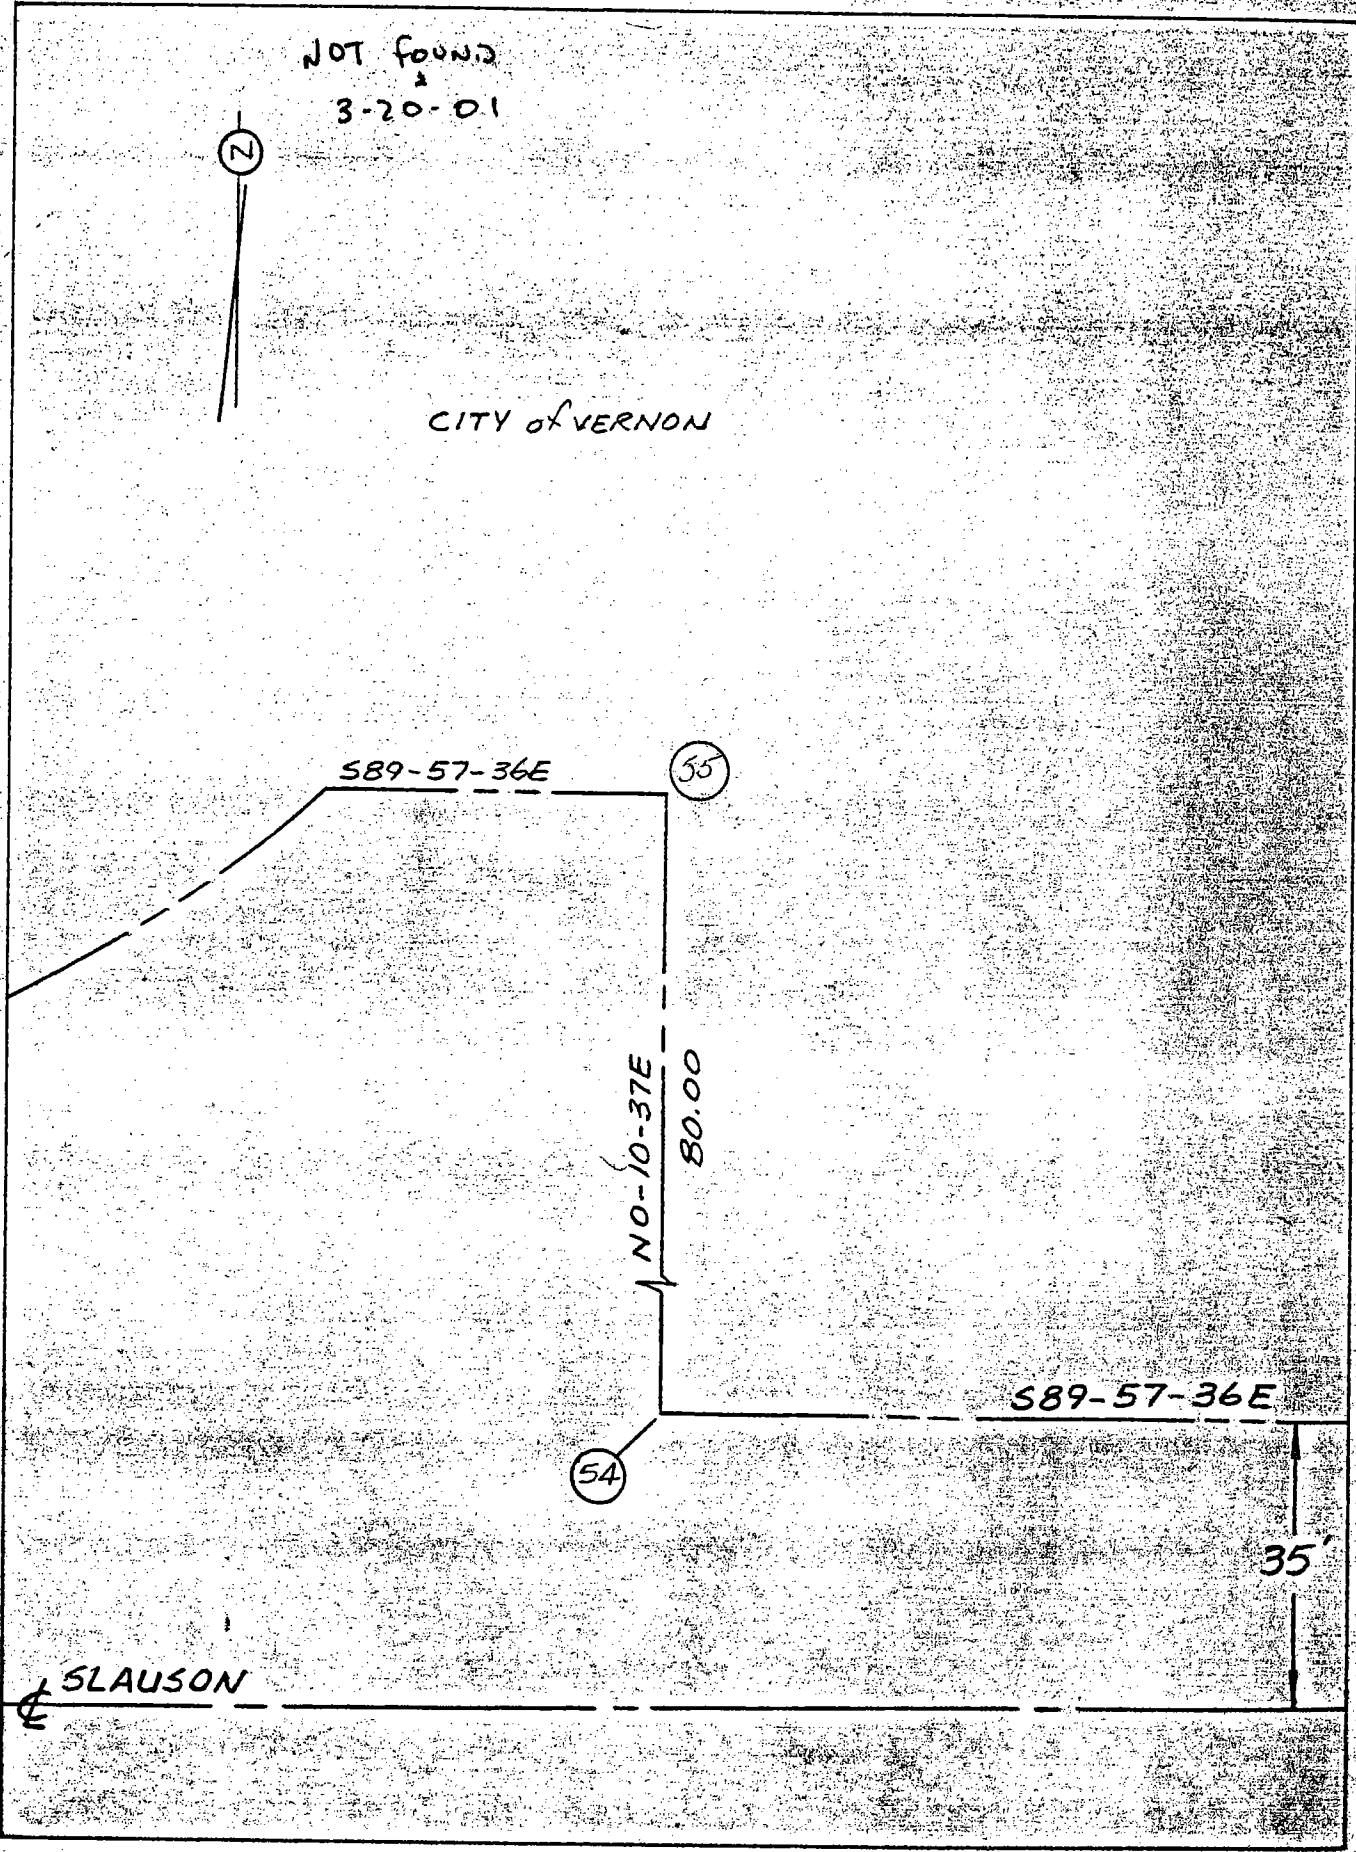 NOT FOUND
3-20-01
N
CITY of VERNON
S89-57-36E
55
N0-10-37E
80.00
S89-57-36E
54
35'
℄ SLAUSON